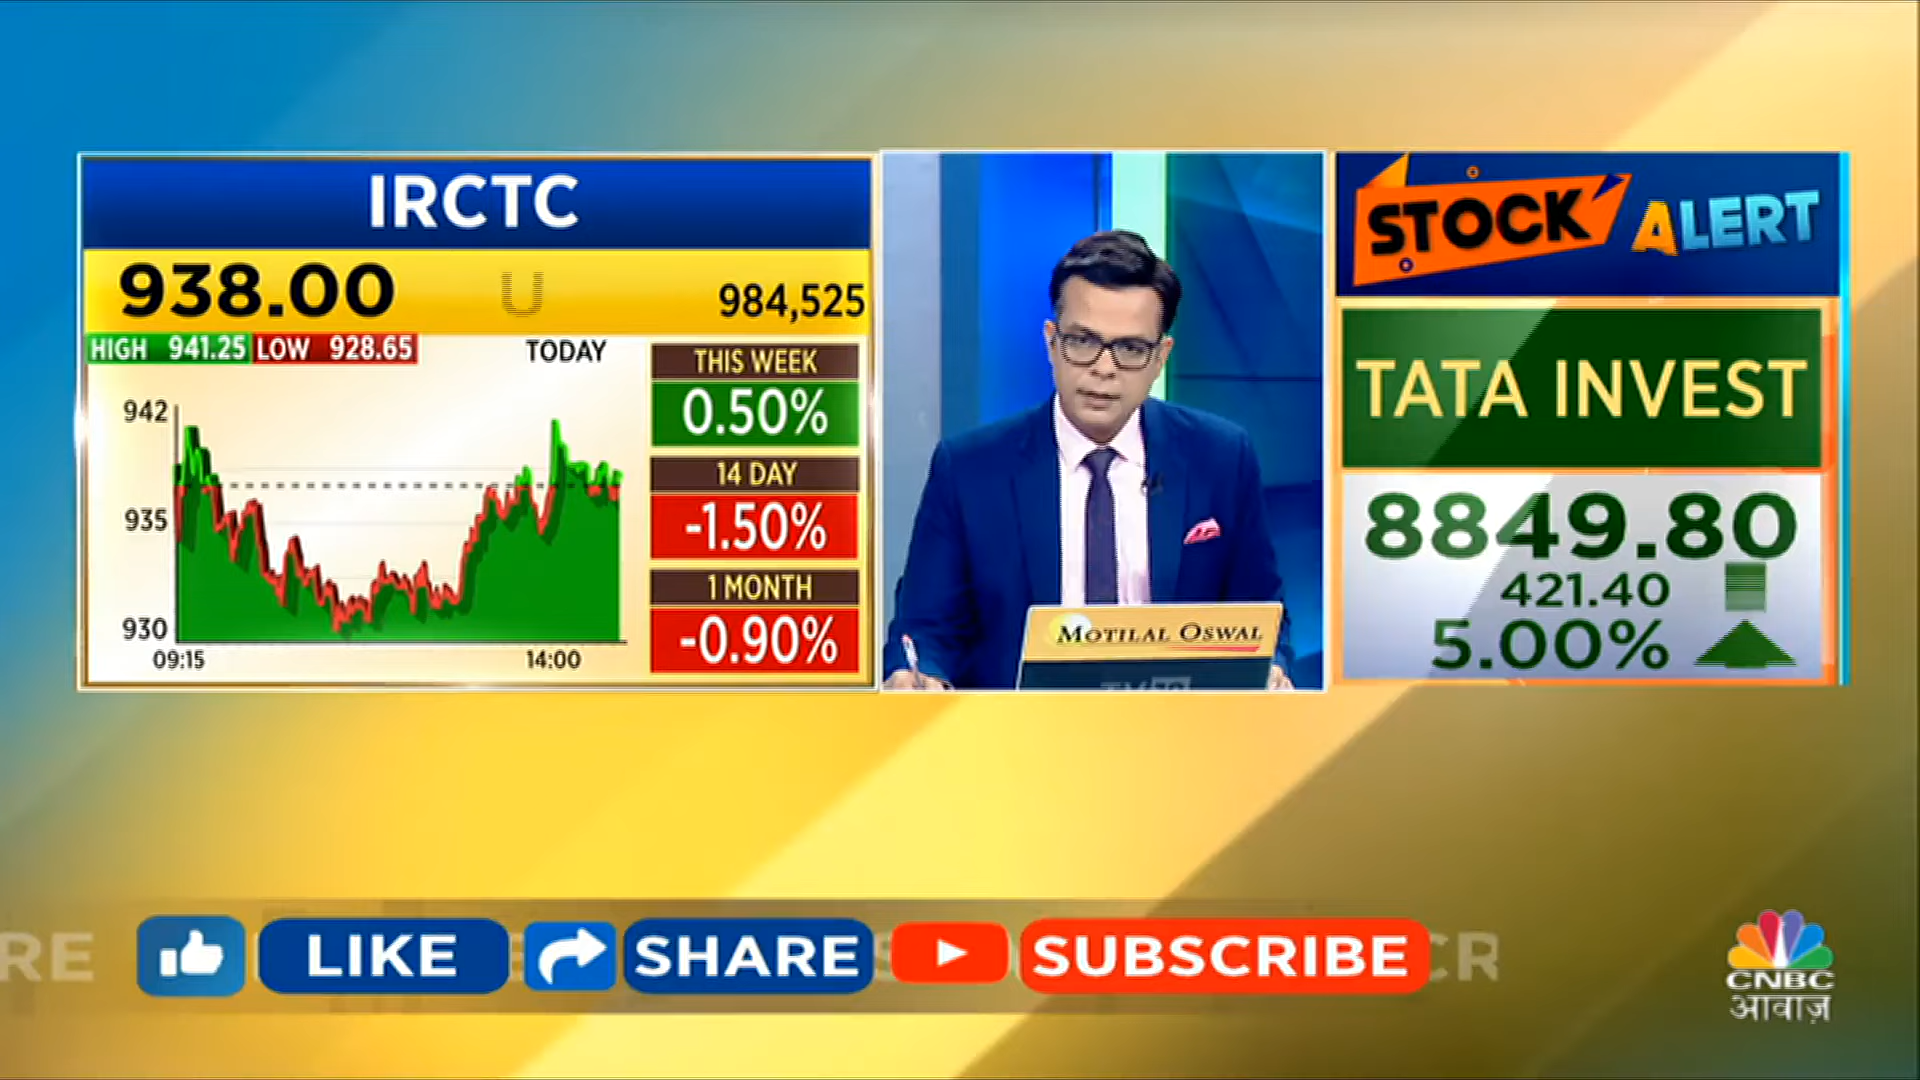 IRCTC
938.00
984,525
HIGH 941.25 LOW 928.65
TODAY
942
935
930
09:15
14:00
THIS WEEK
0.50%
14 DAY
-1.50%
1 MONTH
-0.90%
MOTILAL OSWAL
STOCK ALERT
TATA INVEST
8849.80
421.40
5.00%
RE
LIKE
SHARE
SUBSCRIBE
CR
CNBC
आवाज़